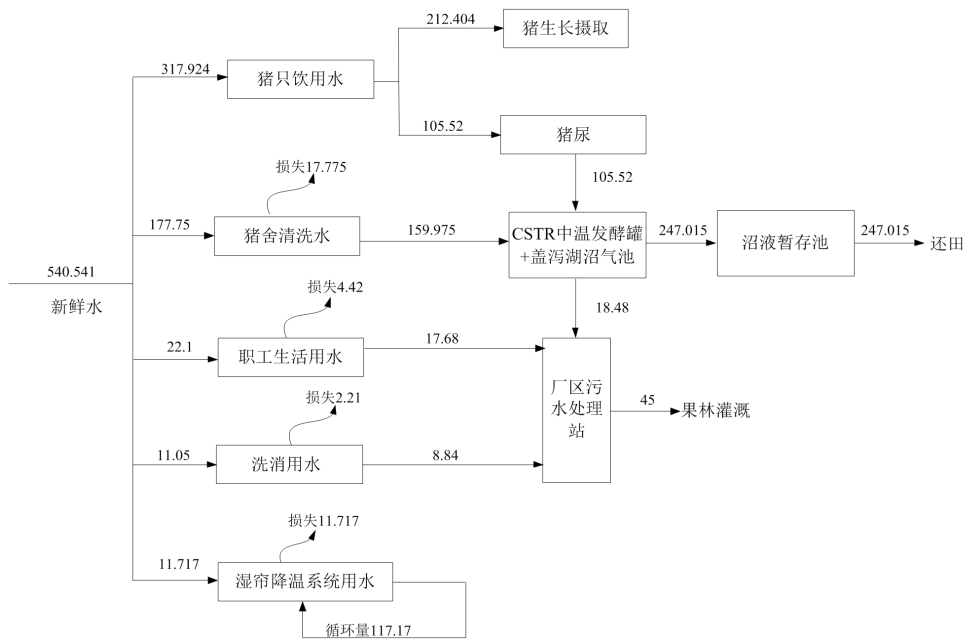 212.404
猪生长摄取
317.924
猪只饮用水
105.52
猪尿
损失17.775
105.52
177.75
猪舍清洗水
159.975
CSTR中温发酵罐
+盖泻湖沼气池
247.015
沼液暂存池
247.015
还田
540.541
新鲜水
损失4.42
18.48
22.1
职工生活用水
17.68
厂区污
水处理
站
45
果林灌溉
损失2.21
11.05
洗消用水
8.84
损失11.717
11.717
湿帘降温系统用水
循环量117.17